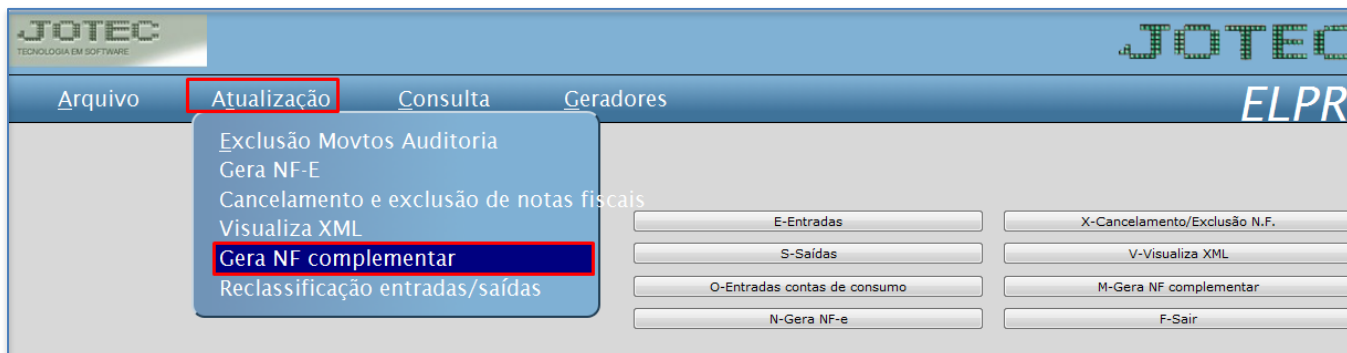 JOTEC
TECNOLOGIA EM SOFTWARE
JOTEC
Arquivo Atualização Consulta Geradores ELPR
Exclusão Movtos Auditoria
Gera NF-E
Cancelamento e exclusão de notas fiscais
Visualiza XML
Gera NF complementar
Reclassificação entradas/saídas
E-Entradas X-Cancelamento/Exclusão N.F.
S-Saídas V-Visualiza XML
O-Entradas contas de consumo M-Gera NF complementar
N-Gera NF-e F-Sair